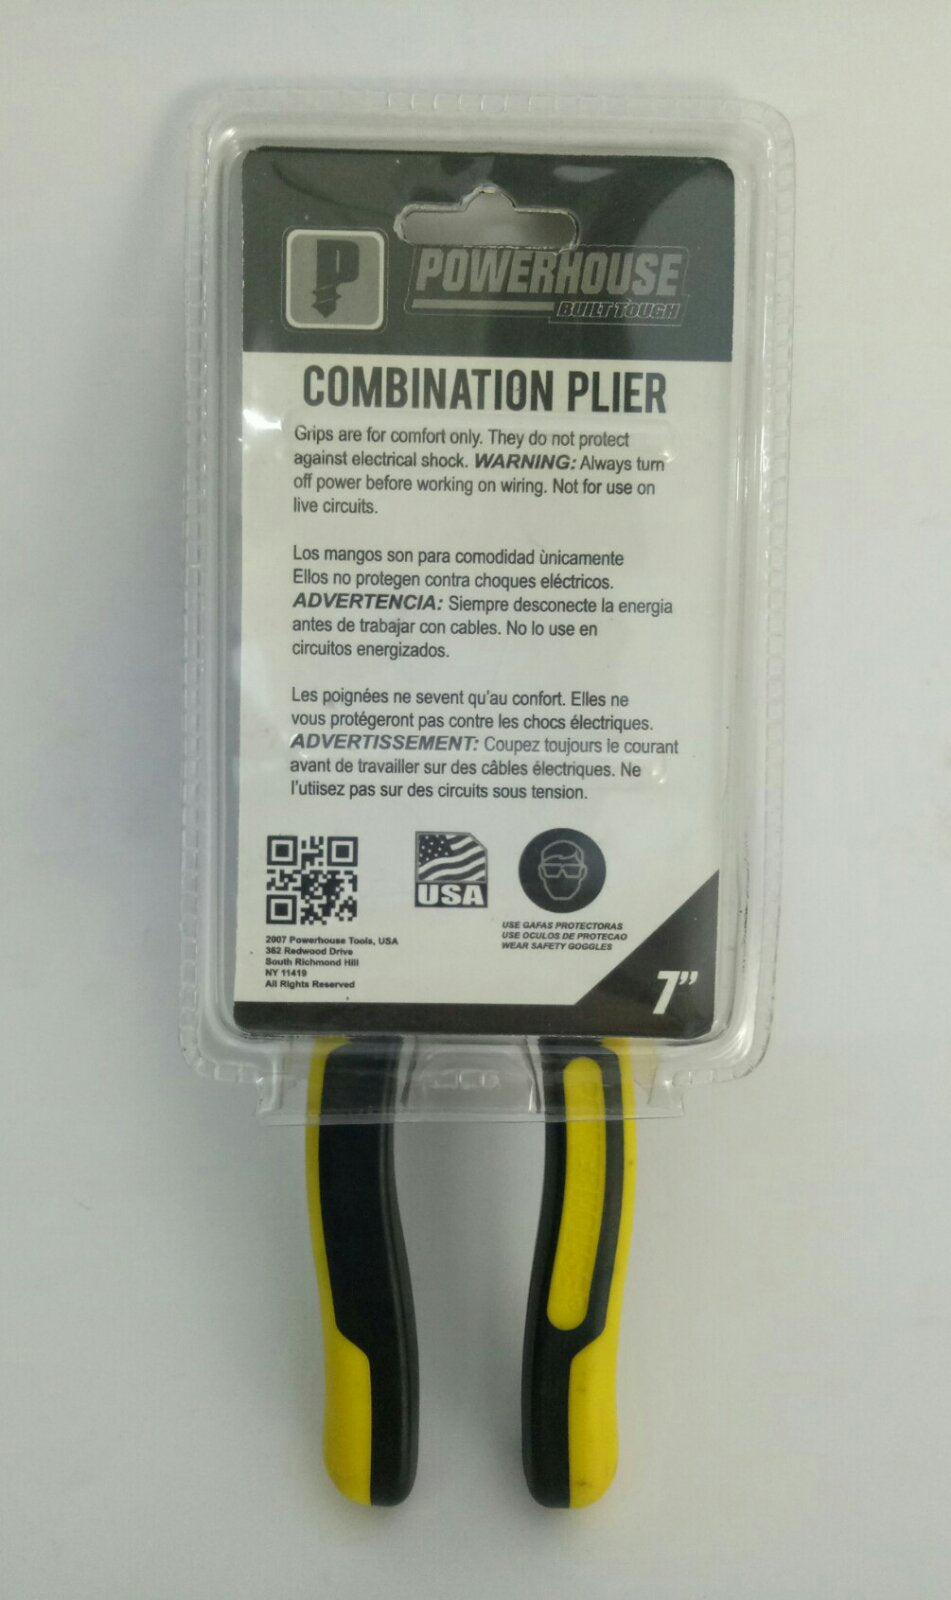 P
POWERHOUSE
BUILT TOUGH
COMBINATION PLIER
Grips are for comfort only. They do not protect
against electrical shock. WARNING: Always turn
off power before working on wiring. Not for use on
live circuits.
Los mangos son para comodidad ùnicamente
Ellos no protegen contra choques eléctricos.
ADVERTENCIA: Siempre desconecte la energia
antes de trabajar con cables. No lo use en
circuitos energizados.
Les poignées ne sevent qu'au confort. Elles ne
vous protégeront pas contre les chocs électriques.
ADVERTISSEMENT: Coupez toujours le courant
avant de travailler sur des câbles électriques. Ne
l'utiisez pas sur des circuits sous tension.
USA
2007 Powerhouse Tools, USA
362 Redwood Drive
South Richmond Hill
NY 11419
All Rights Reserved
USE GAFAS PROTECTORAS
USE OCULOS DE PROTECAO
WEAR SAFETY GOGGLES
7”